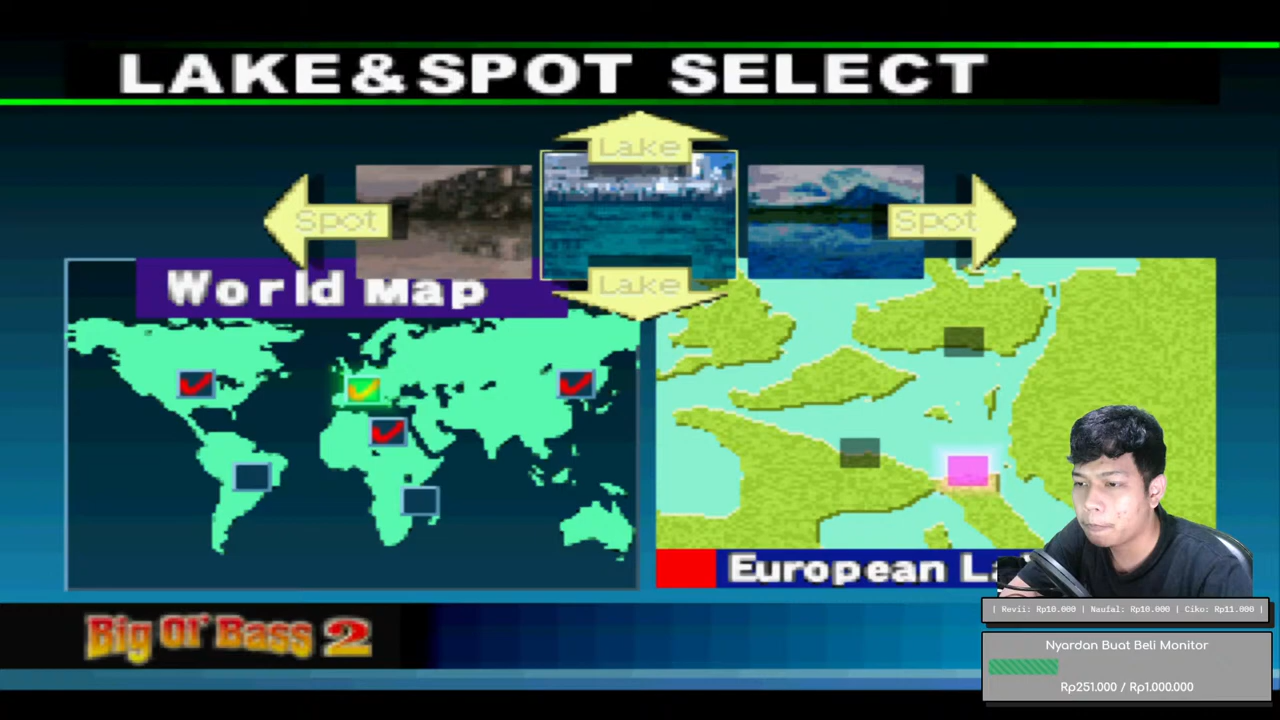 LAKE&SPOT SELECT
Lake
Spot
Spot
Lake
World Map
European
Big Ol' Bass 2
| Revii: Rp10.000 | Naufal: Rp10.000 | Ciko: Rp11.000 |
Nyardan Buat Beli Monitor
Rp251.000 / Rp1.000.000